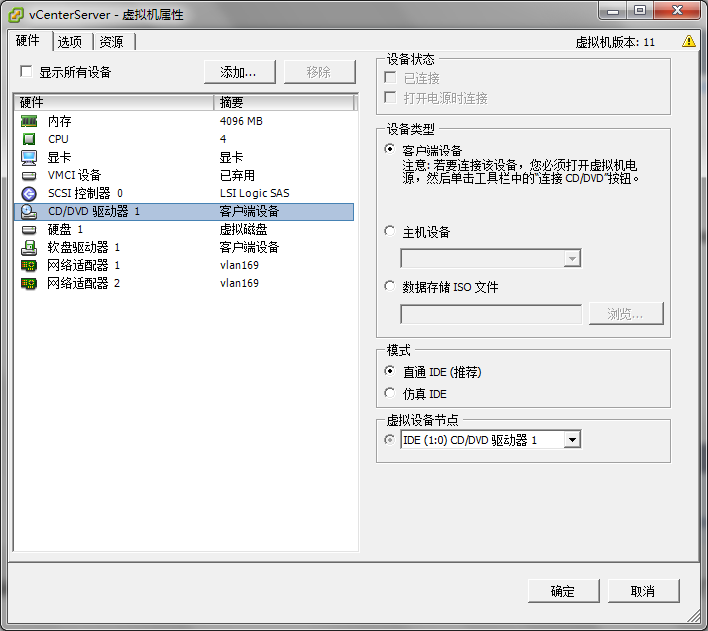 vCenterServer - 虚拟机属性
硬件 选项 资源
虚拟机版本: 11
显示所有设备
添加... 移除
硬件 摘要
内存 4096 MB
CPU 4
显卡 显卡
VMCI 设备 已弃用
SCSI 控制器 0 LSI Logic SAS
CD/DVD 驱动器 1 客户端设备
硬盘 1 虚拟磁盘
软盘驱动器 1 客户端设备
网络适配器 1 vlan169
网络适配器 2 vlan169
设备状态
已连接
打开电源时连接
设备类型
客户端设备
注意: 若要连接该设备，您必须打开虚拟机电
源，然后单击工具栏中的"连接 CD/DVD"按钮。
主机设备
数据存储 ISO 文件
浏览...
模式
直通 IDE (推荐)
仿真 IDE
虚拟设备节点
IDE (1:0) CD/DVD 驱动器 1
确定 取消